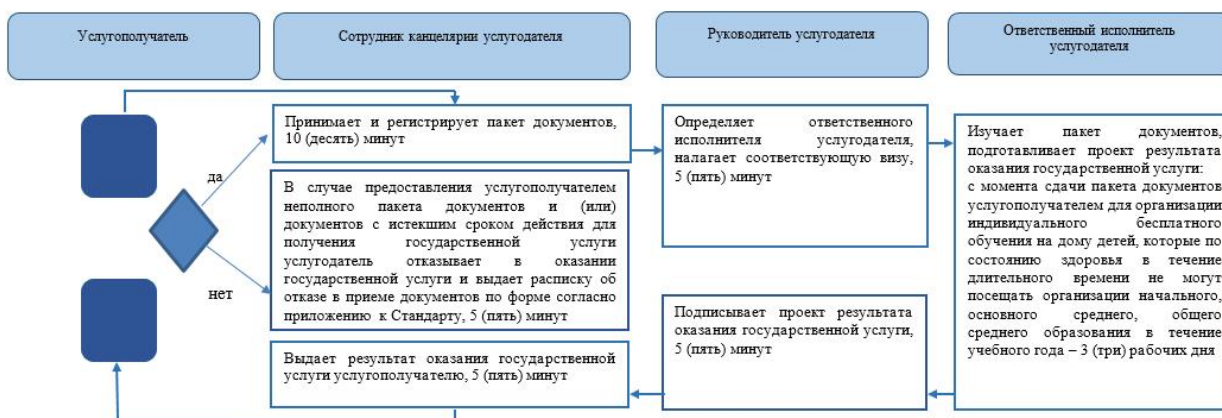 Услугополучатель
Сотрудник канцелярии услугодателя
Руководитель услугодателя
Ответственный исполнитель
услугодателя
Принимает и регистрирует пакет документов,
10 (десять) минут
да
В случае предоставления услугополучателем
неполного пакета документов и (или)
документов с истекшим сроком действия для
получения государственной услуги
услугодатель отказывает в оказании
государственной услуги и выдает расписку об
отказе в приеме документов по форме согласно
приложению к Стандарту, 5 (пять) минут
нет
Выдает результат оказания государственной
услуги услугополучателю, 5 (пять) минут
Определяет ответственного
исполнителя услугодателя,
налагает соответствующую визу,
5 (пять) минут
Подписывает проект результата
оказания государственной услуги,
5 (пять) минут
Изучает пакет документов,
подготавливает проект результата
оказания государственной услуги:
с момента сдачи пакета документов
услугополучателем для организации
индивидуального бесплатного
обучения на дому детей, которые по
состоянию здоровья в течение
длительного времени не могут
посещать организации начального,
основного среднего, общего
среднего образования в течение
учебного года – 3 (три) рабочих дня